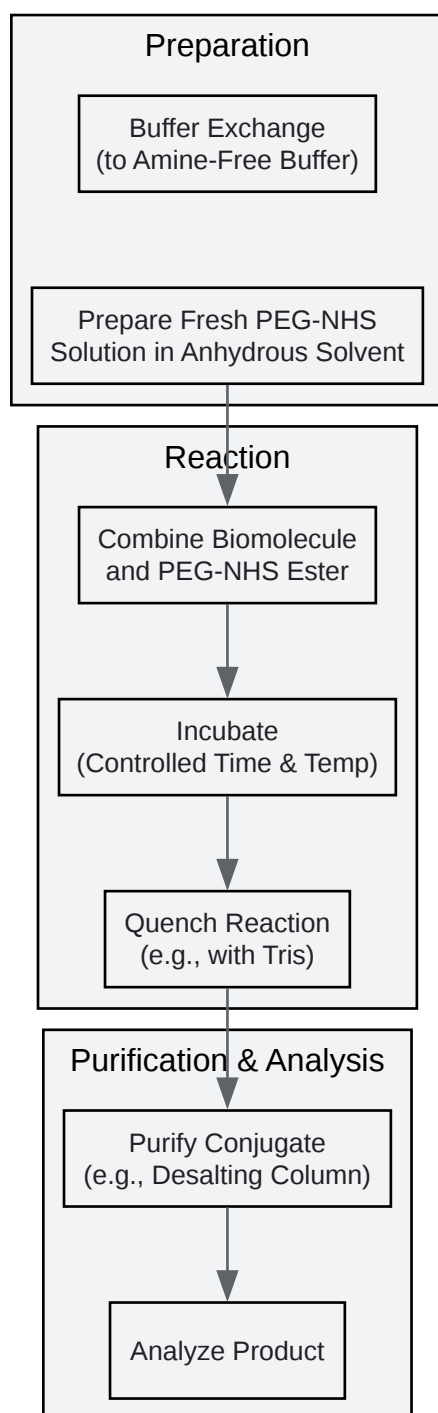 Preparation
Buffer Exchange
(to Amine-Free Buffer)
Prepare Fresh PEG-NHS
Solution in Anhydrous Solvent
Reaction
Combine Biomolecule
and PEG-NHS Ester
Incubate
(Controlled Time & Temp)
Quench Reaction
(e.g., with Tris)
Purification & Analysis
Purify Conjugate
(e.g., Desalting Column)
Analyze Product